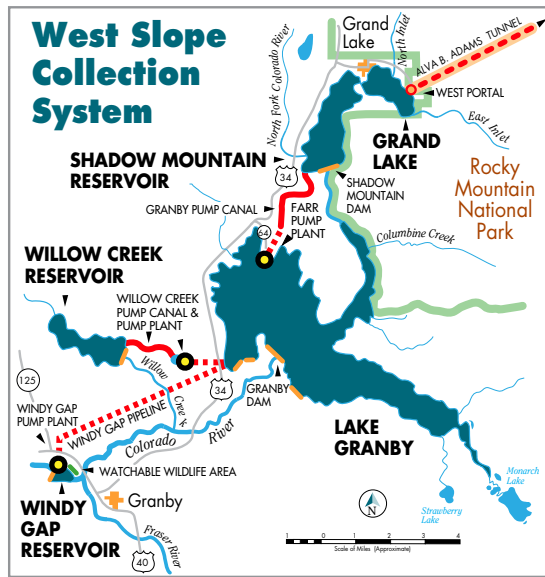 West Slope
Collection
System
Grand
Lake
North Inlet
ALVA B. ADAMS TUNNEL
WEST PORTAL
East Inlet
North Fork Colorado River
GRAND
LAKE
SHADOW MOUNTAIN
RESERVOIR
34
SHADOW
MOUNTAIN
DAM
Rocky
Mountain
National
Park
GRANBY PUMP CANAL
FARR
PUMP
PLANT
34
Columbine Creek
WILLOW CREEK
RESERVOIR
WILLOW CREEK
PUMP CANAL &
PUMP PLANT
Willow
Creek
125
34
GRANBY
DAM
WINDY GAP
PUMP PLANT
WINDY GAP PIPELINE
Colorado
River
LAKE
GRANBY
WATCHABLE WILDLIFE AREA
Monarch
Lake
WINDY
GAP
RESERVOIR
Granby
N
Strawberry
Lake
Fraser River
40
1 0 1 2 3 4
Scale of Miles (Approximate)